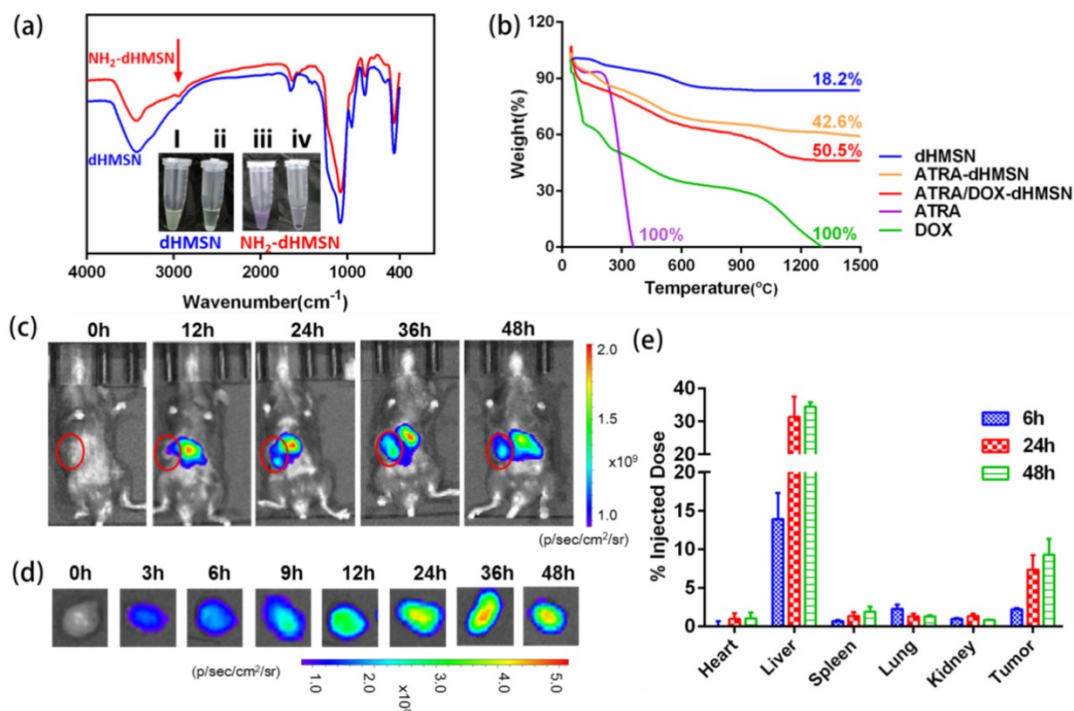 (a)
NH2-dHMSN
dHMSN
I ii iii iv
dHMSN NH2-dHMSN
4000 3000 2000 1000 400
Wavenumber(cm-1)
(b)
120
90
60
30
0
Weight(%)
18.2%
42.6%
50.5%
100%
100%
0 300 600 900 1200 1500
Temperature(°C)
dHMSN
ATRA-dHMSN
ATRA/DOX-dHMSN
ATRA
DOX
(c)
0h 12h 24h 36h 48h
2.0
1.5
x10⁹
1.0
(p/sec/cm²/sr)
(d)
0h 3h 6h 9h 12h 24h 36h 48h
(p/sec/cm²/sr)
1.0 2.0 4.0 5.0
(e)
% Injected Dose
40
30
20
20
15
10
5
0
6h
24h
48h
Heart Liver Spleen Lung Kidney Tumor